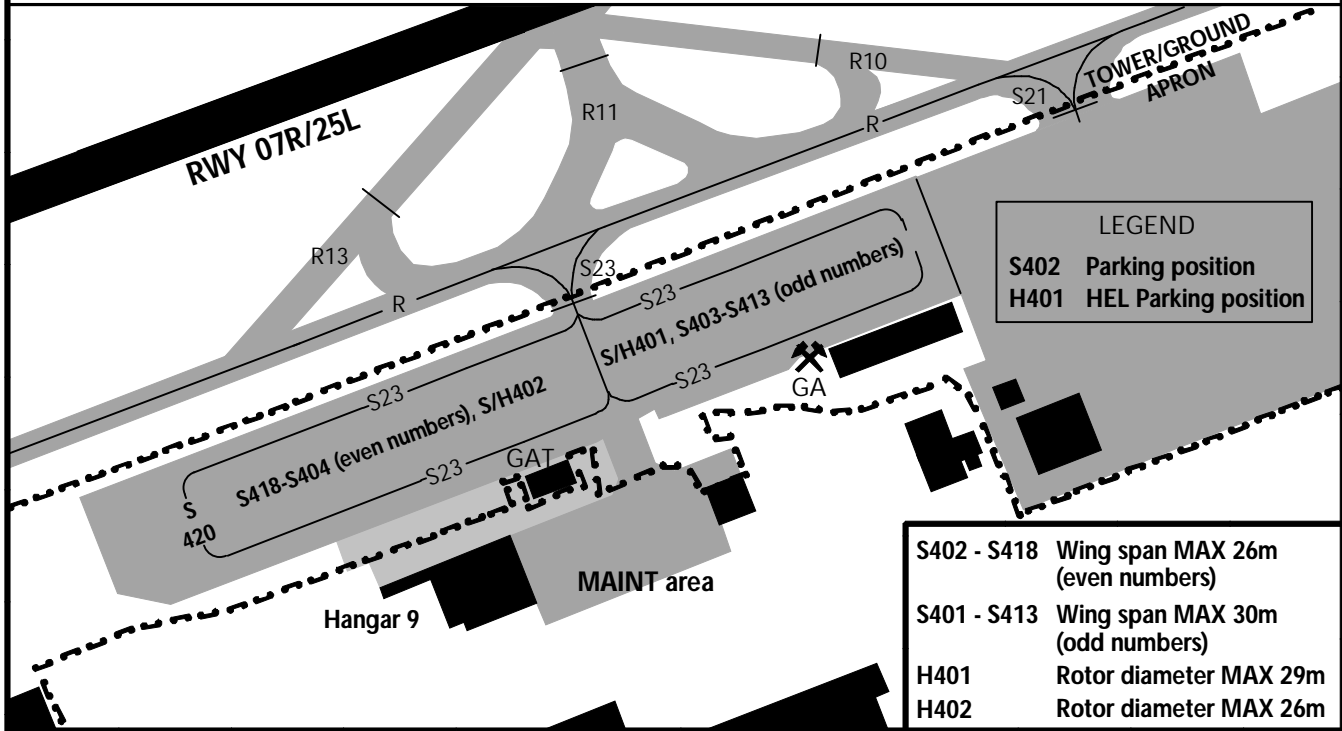 R10
TOWER/GROUND
APRON
S21
R11
R
RWY 07R/25L
LEGEND
S402 Parking position
H401 HEL Parking position
R13
S23
S23
S/H401, S403-S413 (odd numbers)
R
S23
GA
S23
S418-S404 (even numbers), S/H402
S23
GAT
S
420
MAINT area
Hangar 9
S402 - S418 Wing span MAX 26m
(even numbers)
S401 - S413 Wing span MAX 30m
(odd numbers)
H401 Rotor diameter MAX 29m
H402 Rotor diameter MAX 26m